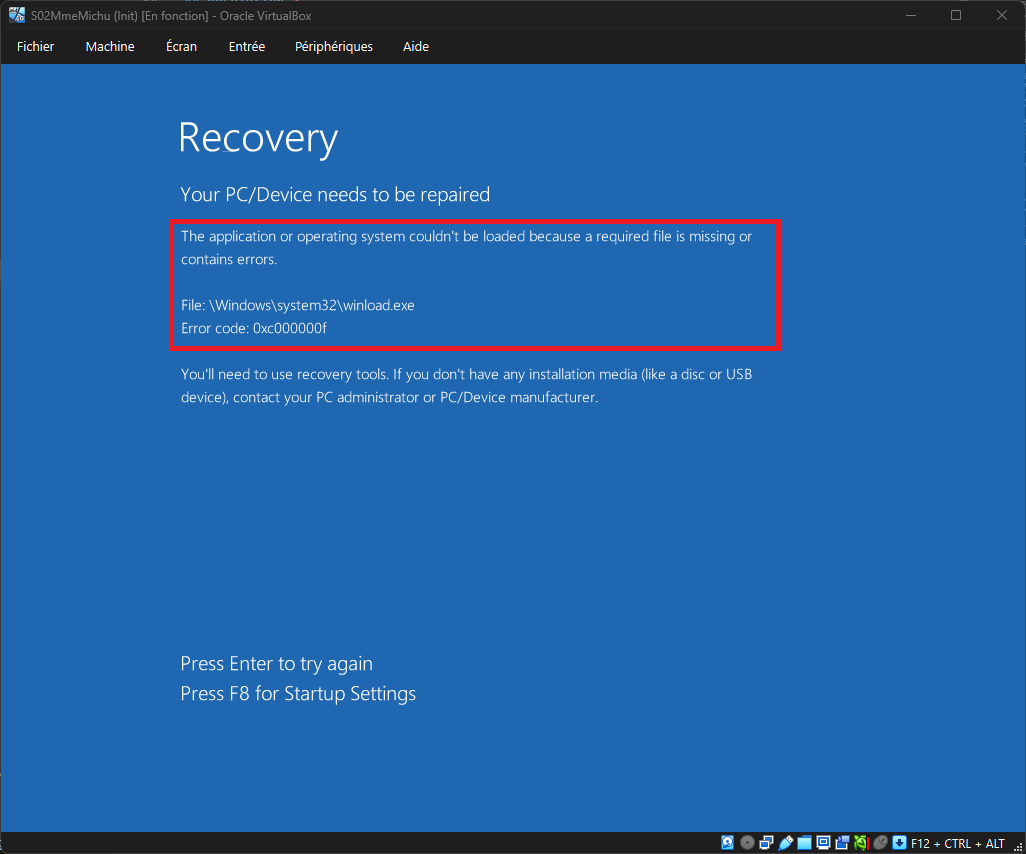 S02MmeMichu (Init) [En fonction] - Oracle VirtualBox
Fichier Machine Écran Entrée Périphériques Aide
Recovery
Your PC/Device needs to be repaired
The application or operating system couldn't be loaded because a required file is missing or
contains errors.
File: \Windows\system32\winload.exe
Error code: 0xc000000f
You'll need to use recovery tools. If you don't have any installation media (like a disc or USB
device), contact your PC administrator or PC/Device manufacturer.
Press Enter to try again
Press F8 for Startup Settings
F12 + CTRL + ALT